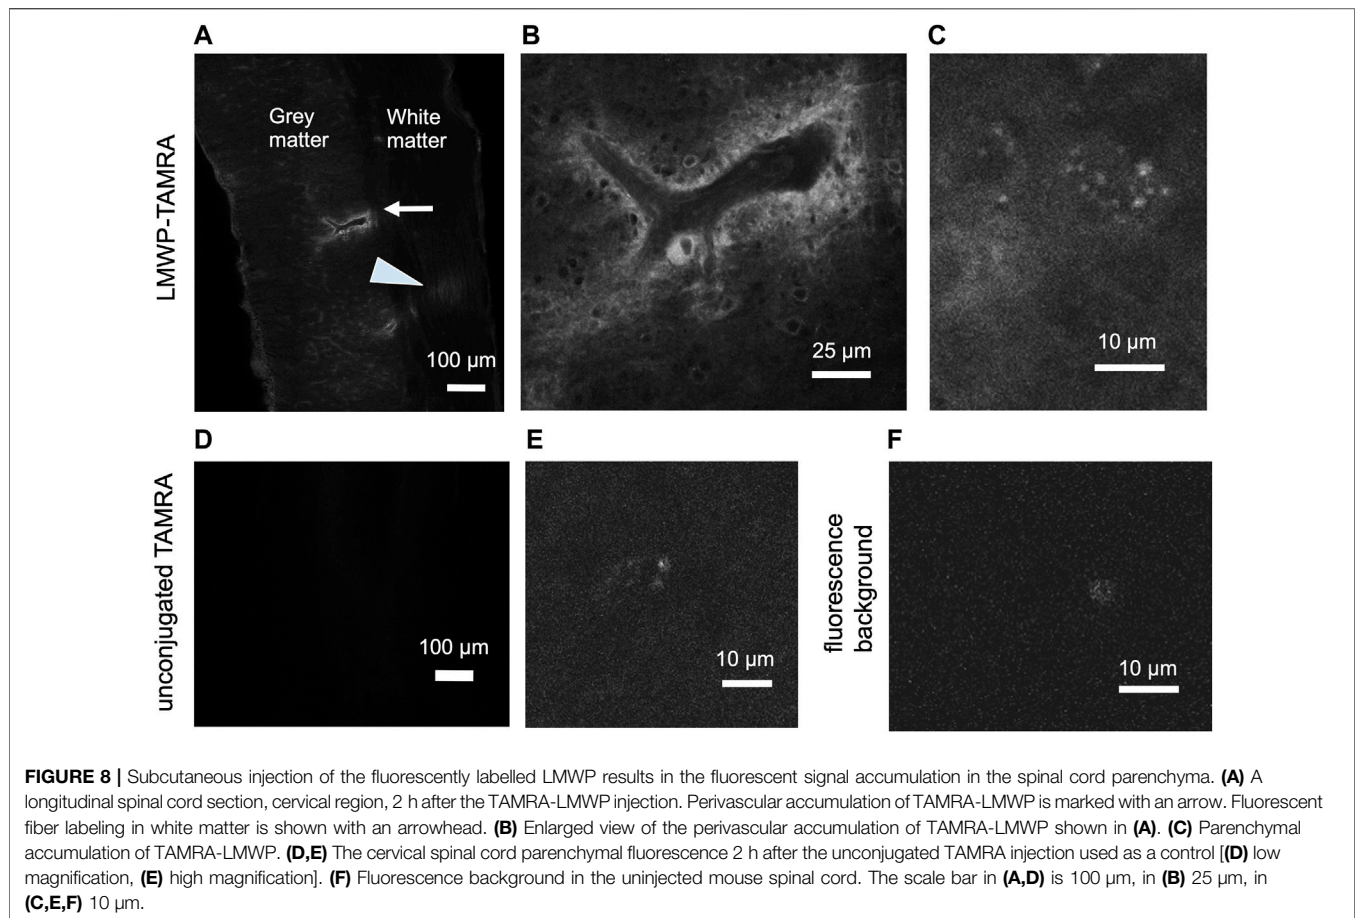 A
B
C
LMWP-TAMRA
Grey
matter
White
matter
100 µm
25 µm
10 µm
D
E
F
unconjugated TAMRA
100 µm
10 µm
fluorescence
background
10 µm
FIGURE 8 | Subcutaneous injection of the fluorescently labelled LMWP results in the fluorescent signal accumulation in the spinal cord parenchyma. (A) A
longitudinal spinal cord section, cervical region, 2 h after the TAMRA-LMWP injection. Perivascular accumulation of TAMRA-LMWP is marked with an arrow. Fluorescent
fiber labeling in white matter is shown with an arrowhead. (B) Enlarged view of the perivascular accumulation of TAMRA-LMWP shown in (A). (C) Parenchymal
accumulation of TAMRA-LMWP. (D,E) The cervical spinal cord parenchymal fluorescence 2 h after the unconjugated TAMRA injection used as a control [(D) low
magnification, (E) high magnification]. (F) Fluorescence background in the uninjected mouse spinal cord. The scale bar in (A,D) is 100 µm, in (B) 25 µm, in
(C,E,F) 10 µm.